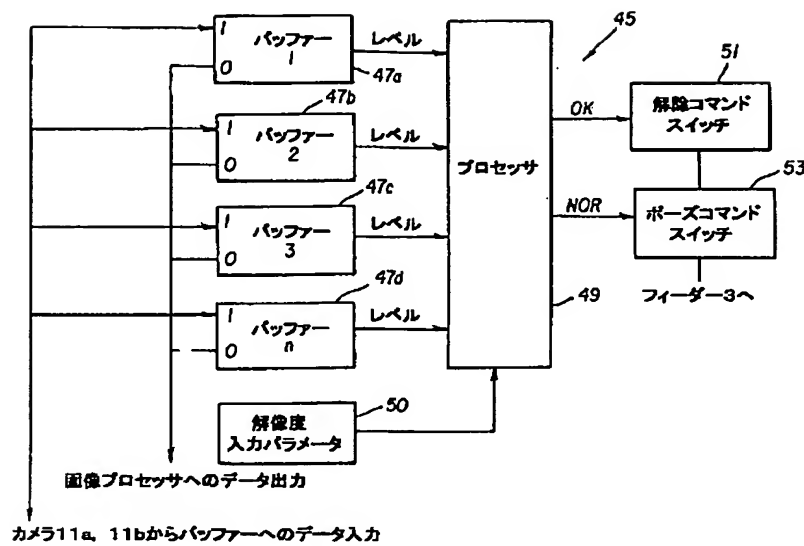 1
0
バッファー
1
47a
レベル
47b
1
0
バッファー
2
レベル
47c
1
0
バッファー
3
レベル
47d
1
0
バッファー
n
レベル
プロセッサ
49
45
OK
51
解除コマンド
スイッチ
NOR
53
ポーズコマンド
スイッチ
フィーダー3へ
50
解像度
入力パラメータ
画像プロセッサへのデータ出力
カメラ11a, 11bからバッファーへのデータ入力